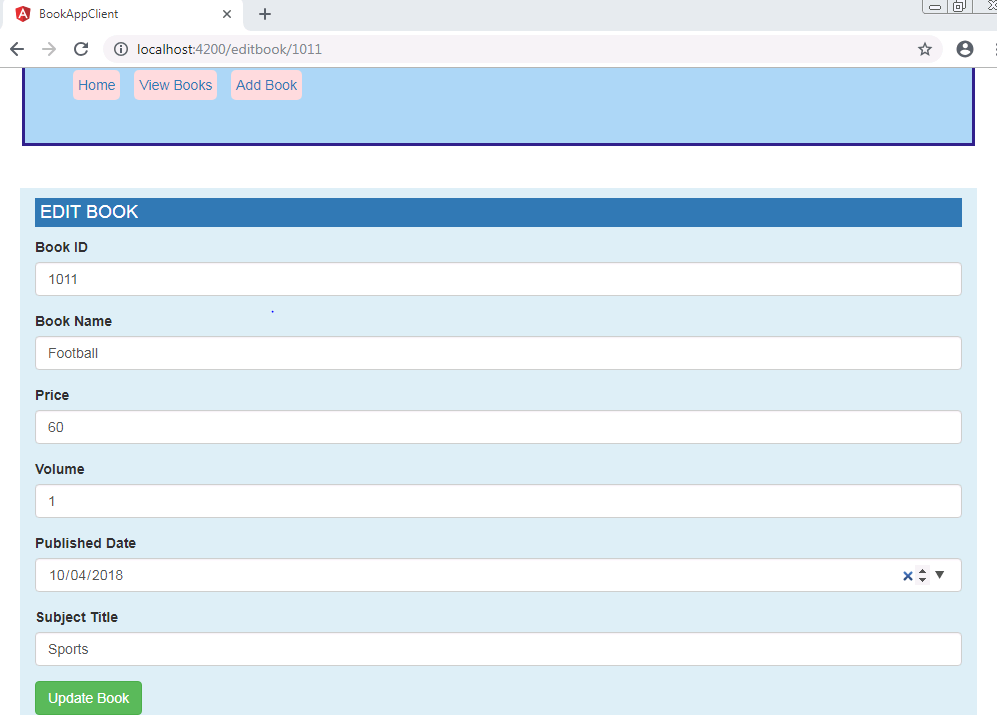 BookAppClient
localhost:4200/editbook/1011
Home View Books Add Book
EDIT BOOK
Book ID
1011
Book Name
Football
Price
60
Volume
1
Published Date
10/04/2018
Subject Title
Sports
Update Book